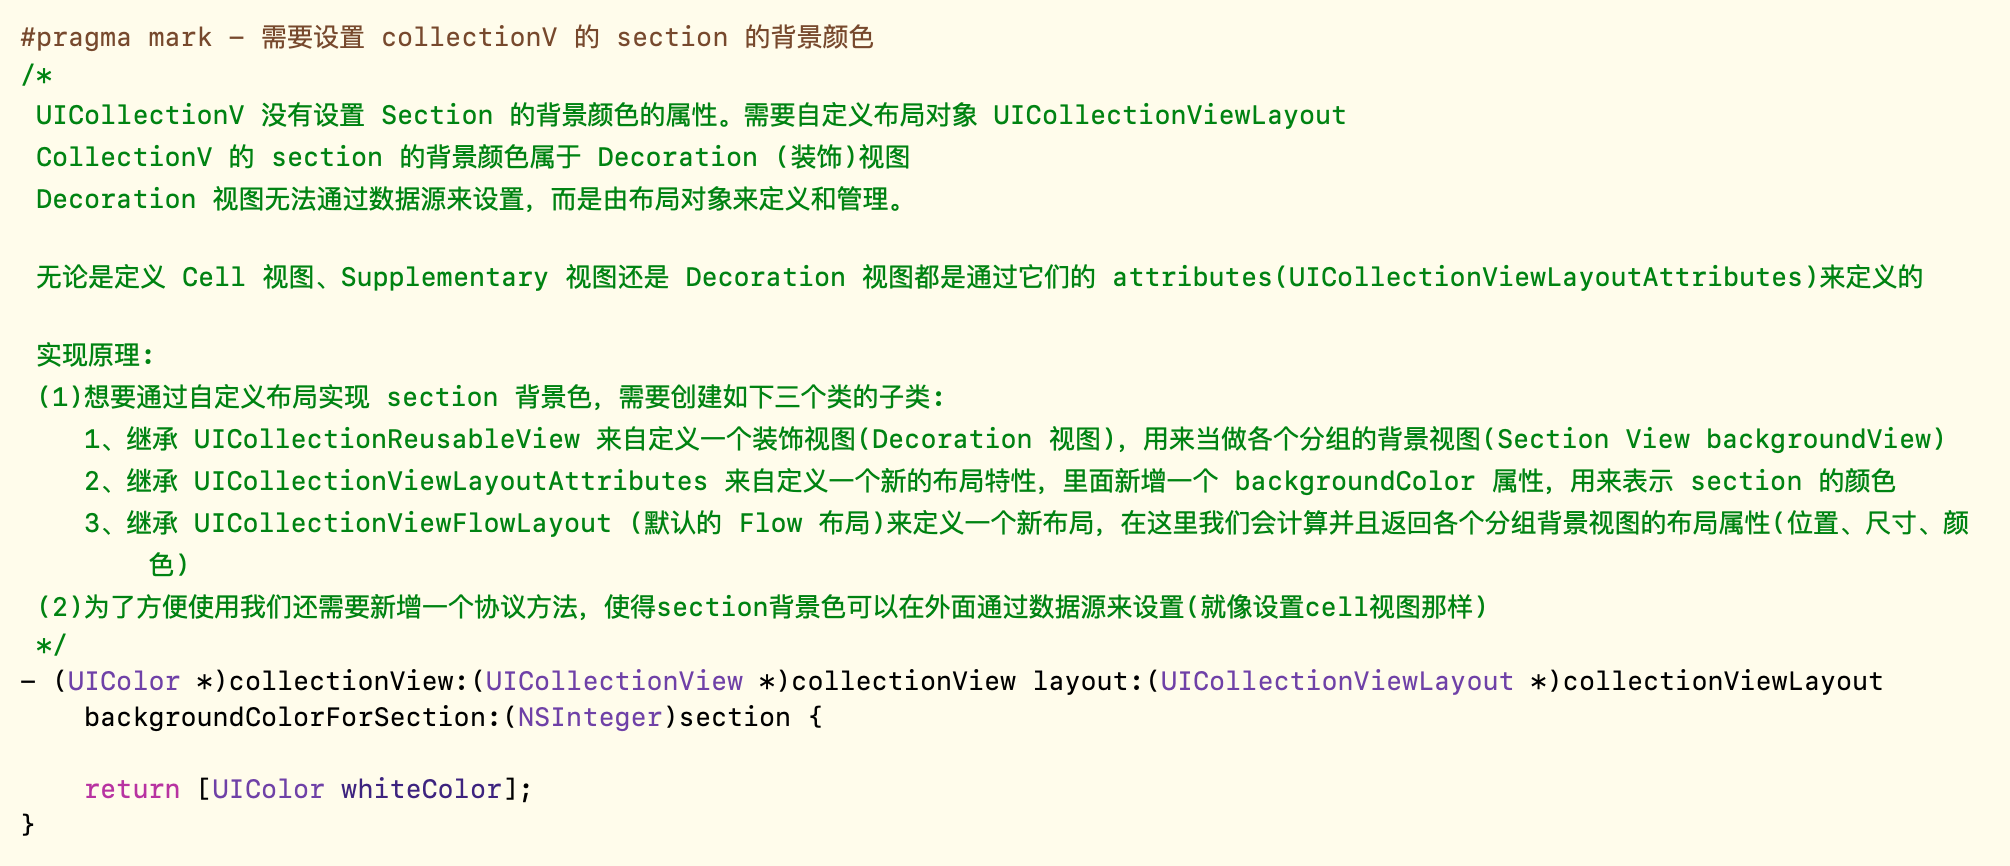 #pragma mark – 需要设置 collectionV 的 section 的背景颜色
/*
UICollectionV 没有设置 Section 的背景颜色的属性。需要自定义布局对象 UICollectionViewLayout
CollectionV 的 section 的背景颜色属于 Decoration (装饰)视图
Decoration 视图无法通过数据源来设置，而是由布局对象来定义和管理。
无论是定义 Cell 视图、Supplementary 视图还是 Decoration 视图都是通过它们的 attributes(UICollectionViewLayoutAttributes)来定义的
实现原理:
(1)想要通过自定义布局实现 section 背景色，需要创建如下三个类的子类:
1、继承 UICollectionReusableView 来自定义一个装饰视图(Decoration 视图)，用来当做各个分组的背景视图(Section View backgroundView)
2、继承 UICollectionViewLayoutAttributes 来自定义一个新的布局特性，里面新增一个 backgroundColor 属性，用来表示 section 的颜色
3、继承 UICollectionViewFlowLayout (默认的 Flow 布局)来定义一个新布局，在这里我们会计算并且返回各个分组背景视图的布局属性(位置、尺寸、颜
色)
(2)为了方便使用我们还需要新增一个协议方法，使得section背景色可以在外面通过数据源来设置(就像设置cell视图那样)
*/
– (UIColor *)collectionView:(UICollectionView *)collectionView layout:(UICollectionViewLayout *)collectionViewLayout
backgroundColorForSection:(NSInteger)section {
return [UIColor whiteColor];
}